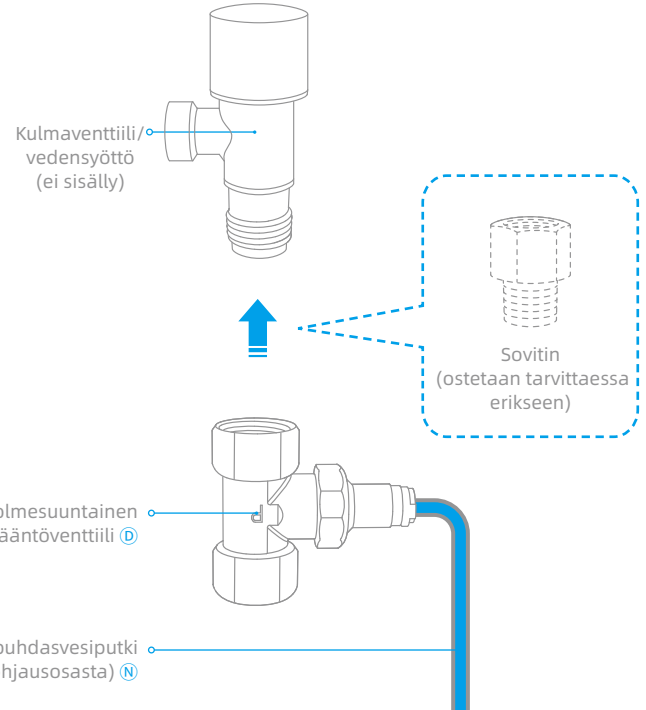 Kulmaventtiili/
vedensyöttö
(ei sisälly)
Sovitin
(ostetaan tarvittaessa
erikseen)
olmesuuntainen
ääntöventtiili Ⓓ
puhdasvesiputki
hjausosasta) Ⓝ